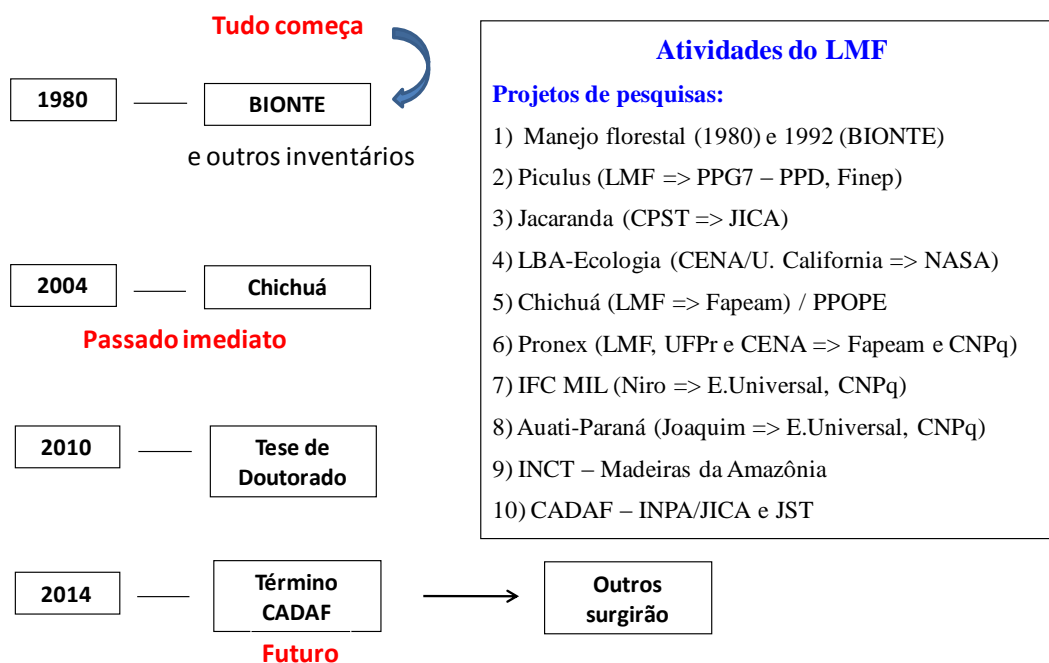 Tudo começa
1980
BIONTE
e outros inventários
2004
Chichuá
Passado imediato
2010
Tese de
Doutorado
2014
Término
CADAF
Futuro
Outros
surgirão
Atividades do LMF
Projetos de pesquisas:
1) Manejo florestal (1980) e 1992 (BIONTE)
2) Piculus (LMF => PPG7 – PPD, Finep)
3) Jacaranda (CPST => JICA)
4) LBA-Ecologia (CENA/U. California => NASA)
5) Chichuá (LMF => Fapeam) / PPOPE
6) Pronex (LMF, UFPr e CENA => Fapeam e CNPq)
7) IFC MIL (Niro => E.Universal, CNPq)
8) Auati-Paraná (Joaquim => E.Universal, CNPq)
9) INCT – Madeiras da Amazônia
10) CADAF – INPA/JICA e JST